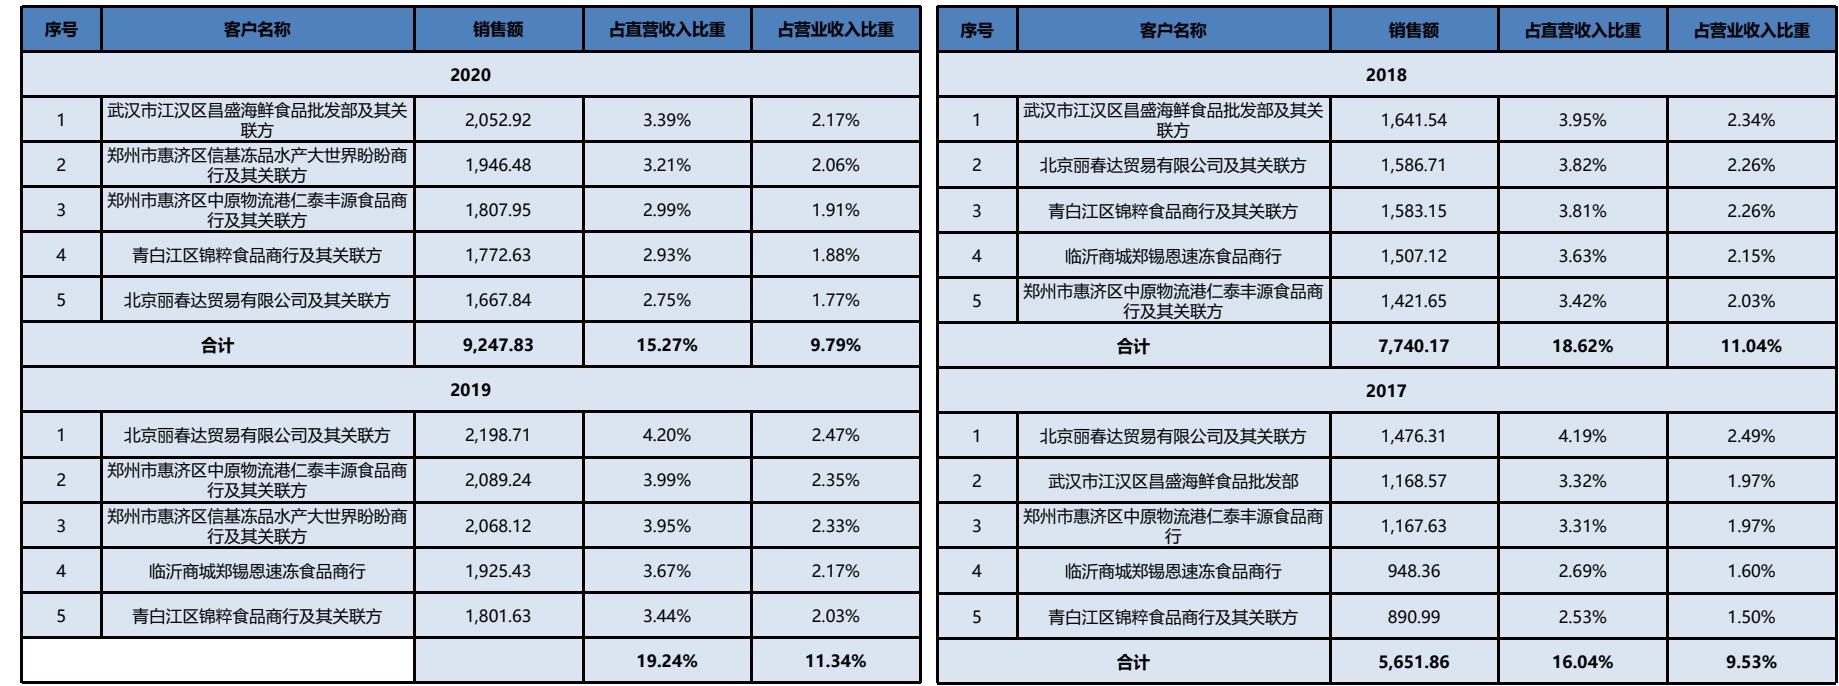 序号 客户名称 销售额 占直营收入比重 占营业收入比重
2020
1 武汉市江汉区昌盛海鲜食品批发部及其关
联方 2,052.92 3.39% 2.17%
2 郑州市惠济区信基冻品水产大世界盼盼商
行及其关联方 1,946.48 3.21% 2.06%
3 郑州市惠济区中原物流港仁泰丰源食品商
行及其关联方 1,807.95 2.99% 1.91%
4 青白江区锦粹食品商行及其关联方 1,772.63 2.93% 1.88%
5 北京丽春达贸易有限公司及其关联方 1,667.84 2.75% 1.77%
合计 9,247.83 15.27% 9.79%
2019
1 北京丽春达贸易有限公司及其关联方 2,198.71 4.20% 2.47%
2 郑州市惠济区中原物流港仁泰丰源食品商
行及其关联方 2,089.24 3.99% 2.35%
3 郑州市惠济区信基冻品水产大世界盼盼商
行及其关联方 2,068.12 3.95% 2.33%
4 临沂商城郑锡恩速冻食品商行 1,925.43 3.67% 2.17%
5 青白江区锦粹食品商行及其关联方 1,801.63 3.44% 2.03%
19.24% 11.34%
序号 客户名称 销售额 占直营收入比重 占营业收入比重
2018
1 武汉市江汉区昌盛海鲜食品批发部及其关
联方 1,641.54 3.95% 2.34%
2 北京丽春达贸易有限公司及其关联方 1,586.71 3.82% 2.26%
3 青白江区锦粹食品商行及其关联方 1,583.15 3.81% 2.26%
4 临沂商城郑锡恩速冻食品商行 1,507.12 3.63% 2.15%
5 郑州市惠济区中原物流港仁泰丰源食品商
行及其关联方 1,421.65 3.42% 2.03%
合计 7,740.17 18.62% 11.04%
2017
1 北京丽春达贸易有限公司及其关联方 1,476.31 4.19% 2.49%
2 武汉市江汉区昌盛海鲜食品批发部 1,168.57 3.32% 1.97%
3 郑州市惠济区中原物流港仁泰丰源食品商
行 1,167.63 3.31% 1.97%
4 临沂商城郑锡恩速冻食品商行 948.36 2.69% 1.60%
5 青白江区锦粹食品商行及其关联方 890.99 2.53% 1.50%
合计 5,651.86 16.04% 9.53%